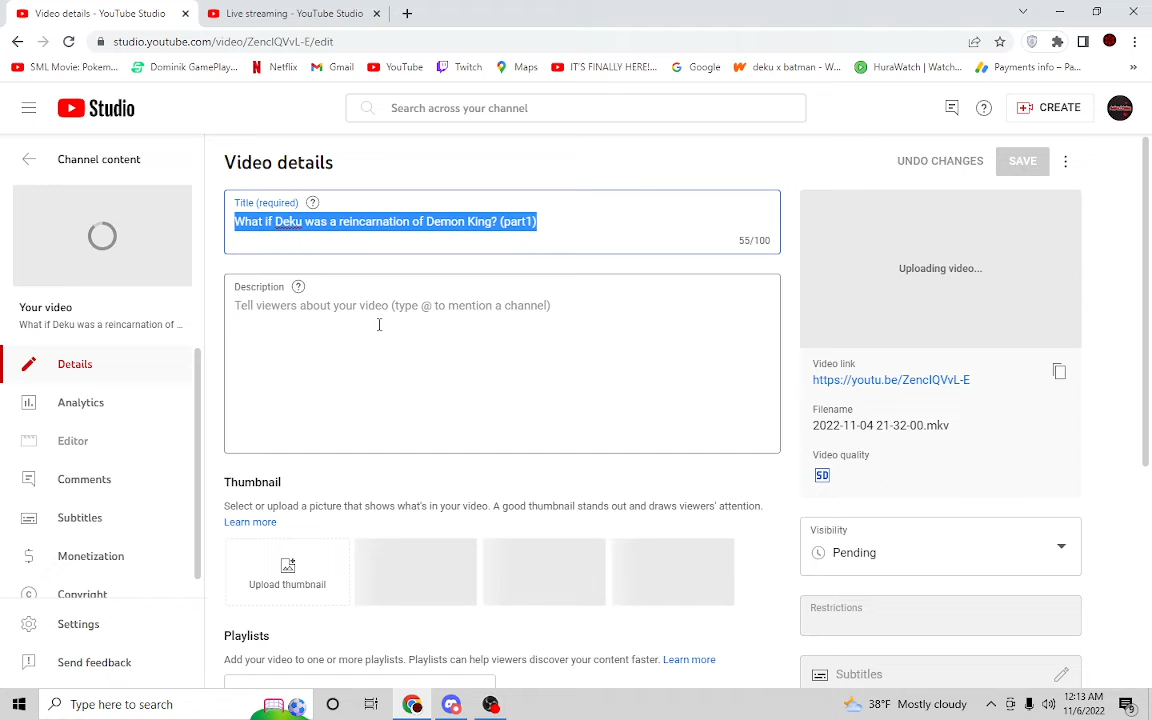 Video details - YouTube Studio
Live streaming - YouTube Studio
studio.youtube.com/video/ZencIQVvL-E/edit
SML Movie: Pokem...
Dominik GamePlay...
Netflix
Gmail
YouTube
Twitch
Maps
IT'S FINALLY HERE!...
Google
deku x batman - W...
HuraWatch | Watch...
Payments info – Pa...
»
Studio
Search across your channel
CREATE
Channel content
Video details
UNDO CHANGES
SAVE
Title (required)
What if Deku was a reincarnation of Demon King? (part1)
55/100
Description
Tell viewers about your video (type @ to mention a channel)
Uploading video...
Your video
What if Deku was a reincarnation of ...
Details
Analytics
Editor
Comments
Subtitles
Monetization
Copyright
Settings
Send feedback
Video link
https://youtu.be/ZencIQVvL-E
Filename
2022-11-04 21-32-00.mkv
Video quality
SD
Thumbnail
Select or upload a picture that shows what's in your video. A good thumbnail stands out and draws viewers' attention.
Learn more
Upload thumbnail
Visibility
Pending
Restrictions
Playlists
Add your video to one or more playlists. Playlists can help viewers discover your content faster. Learn more
Subtitles
Type here to search
38°F Mostly cloudy
12:13 AM
11/6/2022
9